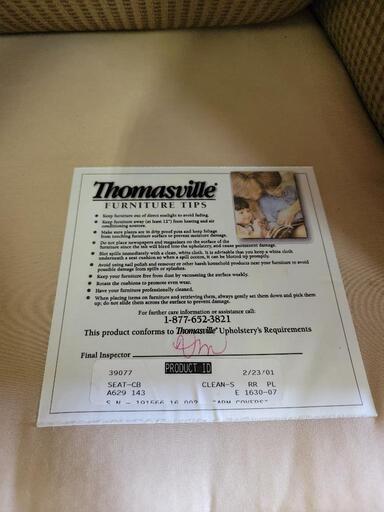 Thomasville®
FURNITURE TIPS
● Keep furniture out of direct sunlight to avoid fading.
● Keep furniture away (at least 12") from heating and air
conditioning sources.
● Make sure plants are in drip proof pots and keep foliage
from touching furniture surface to prevent moisture damage.
● Do not place newspapers and magazines on the surface of the
furniture since the ink will bleed into the upholstery, and cause permanent damage.
● Blot spills immediately with a clean, white cloth. It is advisable that you keep a white cloth
underneath a seat cushion so when a spill occurs, it can be blotted up promptly.
● Avoid using nail polish and remover or other harsh household products near your furniture to avoid
possible damage from spills or splashes.
● Keep your furniture free from dust by vacuuming the surface weekly.
● Rotate the cushions to promote even wear.
● Have your furniture professionally cleaned.
● When placing items on furniture and retrieving them, always gently set them down and pick them
up; do not slide them across the surface to prevent damage.
For further care information or assistance call:
1-877-652-3821
This product conforms to Thomasville® Upholstery's Requirements
Final Inspector
PRODUCT ID
39077 2/23/01
SEAT-CB CLEAN-S RR PL
A629 143 E 1630-07
"ARM COVERS"